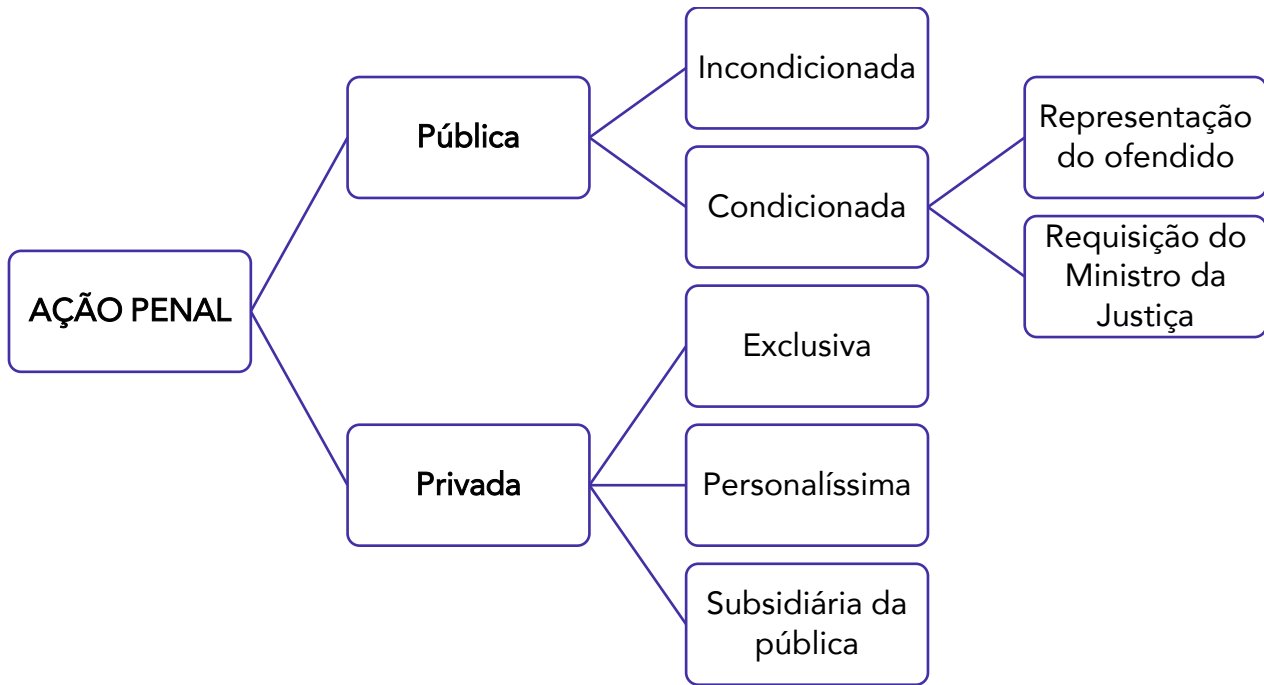 AÇÃO PENAL
Pública
Incondicionada
Condicionada
Representação
do ofendido
Requisição do
Ministro da
Justiça
Privada
Exclusiva
Personalíssima
Subsidiária da
pública